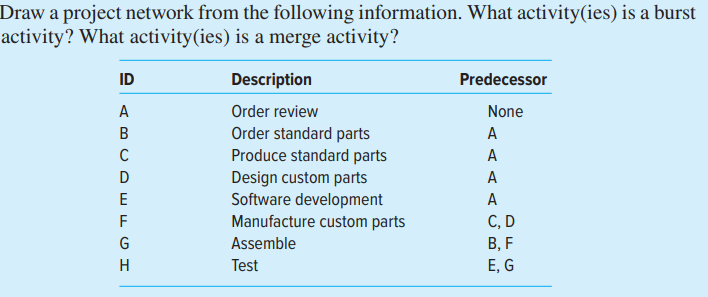 Draw a project network from the following information. What activity(ies) is a burst
activity? What activity(ies) is a merge activity?
ID Description Predecessor
A Order review None
B Order standard parts A
C Produce standard parts A
D Design custom parts A
E Software development A
F Manufacture custom parts C, D
G Assemble B, F
H Test E, G